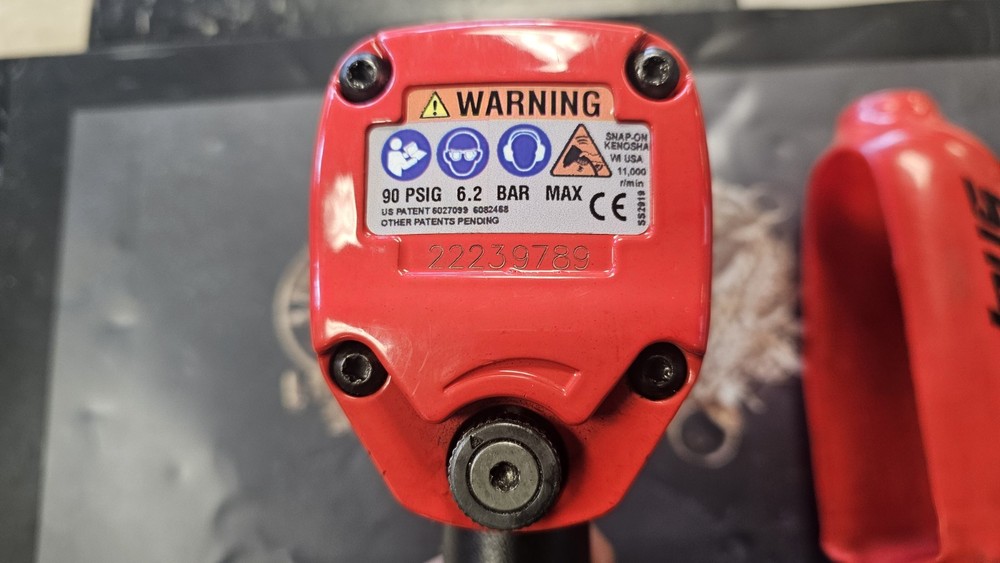 WARNING
SNAP-ON
KENOSHA
WI USA
11,000
r/min
90 PSIG 6.2 BAR MAX
CE
US PATENT 6027099 6082468
OTHER PATENTS PENDING
SS2919
22239789